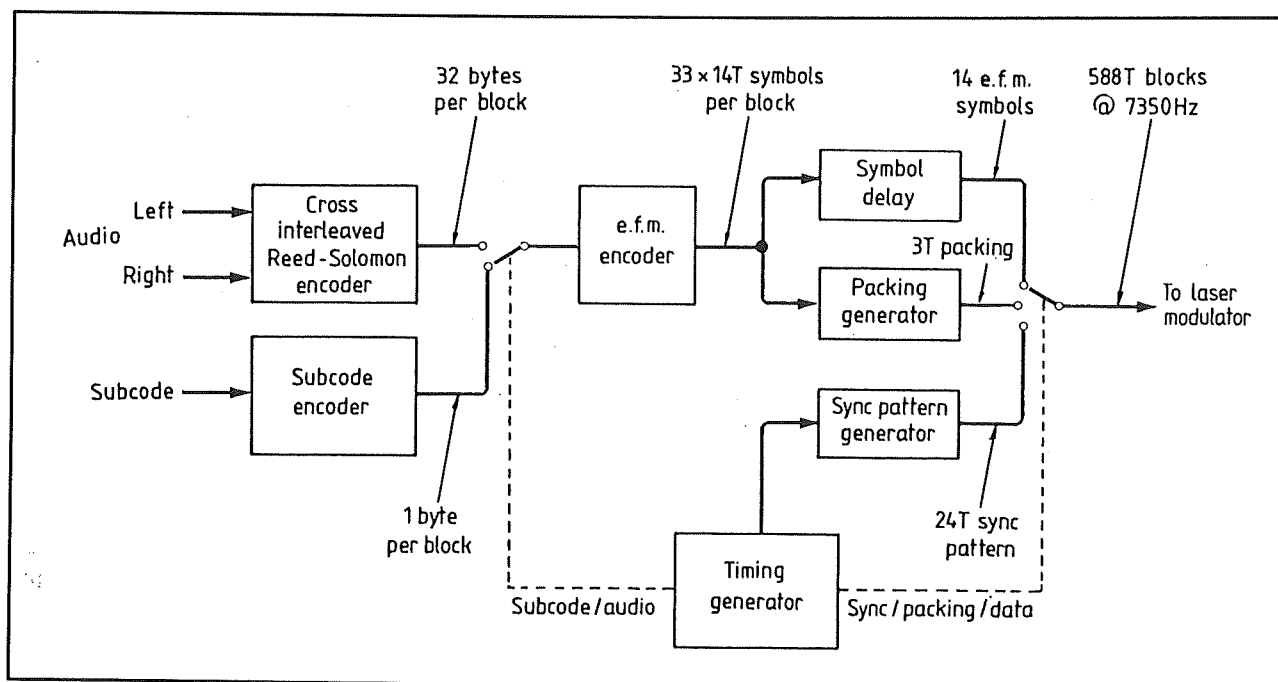 32 bytes
per block
33 × 14T symbols
per block
14 e.f.m.
symbols
588T blocks
@ 7350Hz
Left
Audio
Right
Cross
interleaved
Reed-Solomon
encoder
e.f.m.
encoder
Symbol
delay
3T packing
Packing
generator
To laser
modulator
Subcode
Subcode
encoder
Sync pattern
generator
1 byte
per block
24T sync
pattern
Timing
generator
Subcode/audio
Sync/packing/data